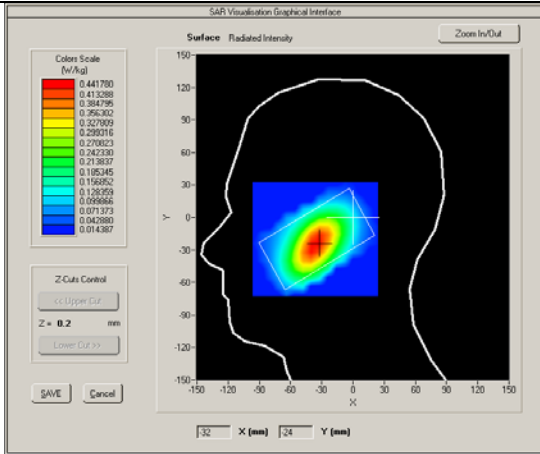 SAR Visualisation Graphical Interface
Surface Radiated Intensity
Zoom In/Out
Colors Scale
(W/kg)
0.441780
0.413288
0.384795
0.356302
0.327809
0.299316
0.270823
0.242330
0.213837
0.185345
0.156852
0.128359
0.099866
0.071373
0.042880
0.014387
Z-Cuts Control
<< Upper Cut
Z = 0.2 mm
Lower Cut >>
SAVE Cancel
150
120
90
60
30
0
-30
-60
-90
-120
-150
Y
-150 -120 -90 -60 -30 0 30 60 90 120 150
X
-32 X (mm) -24 Y (mm)